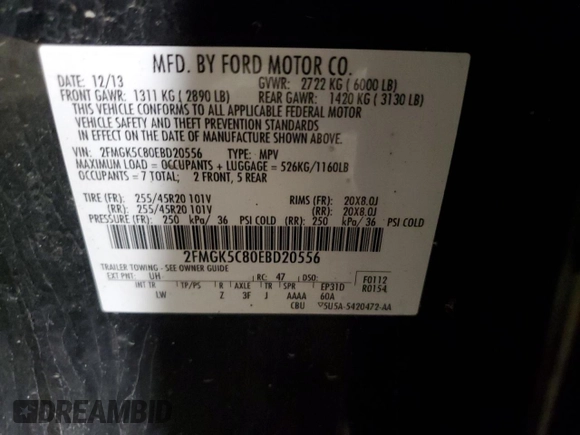 MFD. BY FORD MOTOR CO.
DATE: 12/13 GVWR: 2722 KG ( 6000 LB)
FRONT GAWR: 1311 KG ( 2890 LB) REAR GAWR: 1420 KG ( 3130 LB)
THIS VEHICLE CONFORMS TO ALL APPLICABLE FEDERAL MOTOR
VEHICLE SAFETY AND THEFT PREVENTION STANDARDS
IN EFFECT ON THE DATE OF MANUFACTURE SHOWN ABOVE.
VIN: 2FMGK5C80EBD20556 TYPE: MPV
MAXIMUM LOAD = OCCUPANTS + LUGGAGE = 526KG/1160LB
OCCUPANTS = 7 TOTAL; 2 FRONT, 5 REAR
TIRE (FR): 255/45R20 101V RIMS (FR): 20X8.0J
(RR): 255/45R20 101V (RR): 20X8.0J
PRESSURE (FR): 250 kPa/ 36 PSI COLD (RR): 250 kPa/ 36 PSI COLD
2FMGK5C80EBD20556
TRAILER TOWING - SEE OWNER GUIDE
EXT PNT: UH RC: 47 DSO: F0112
R0154
INT TR TP/PS R AXLE TR SPR EP31D
LW Z 3F J AAAA 60A
CBU 5U5A-5420472-AA
DREAMBID